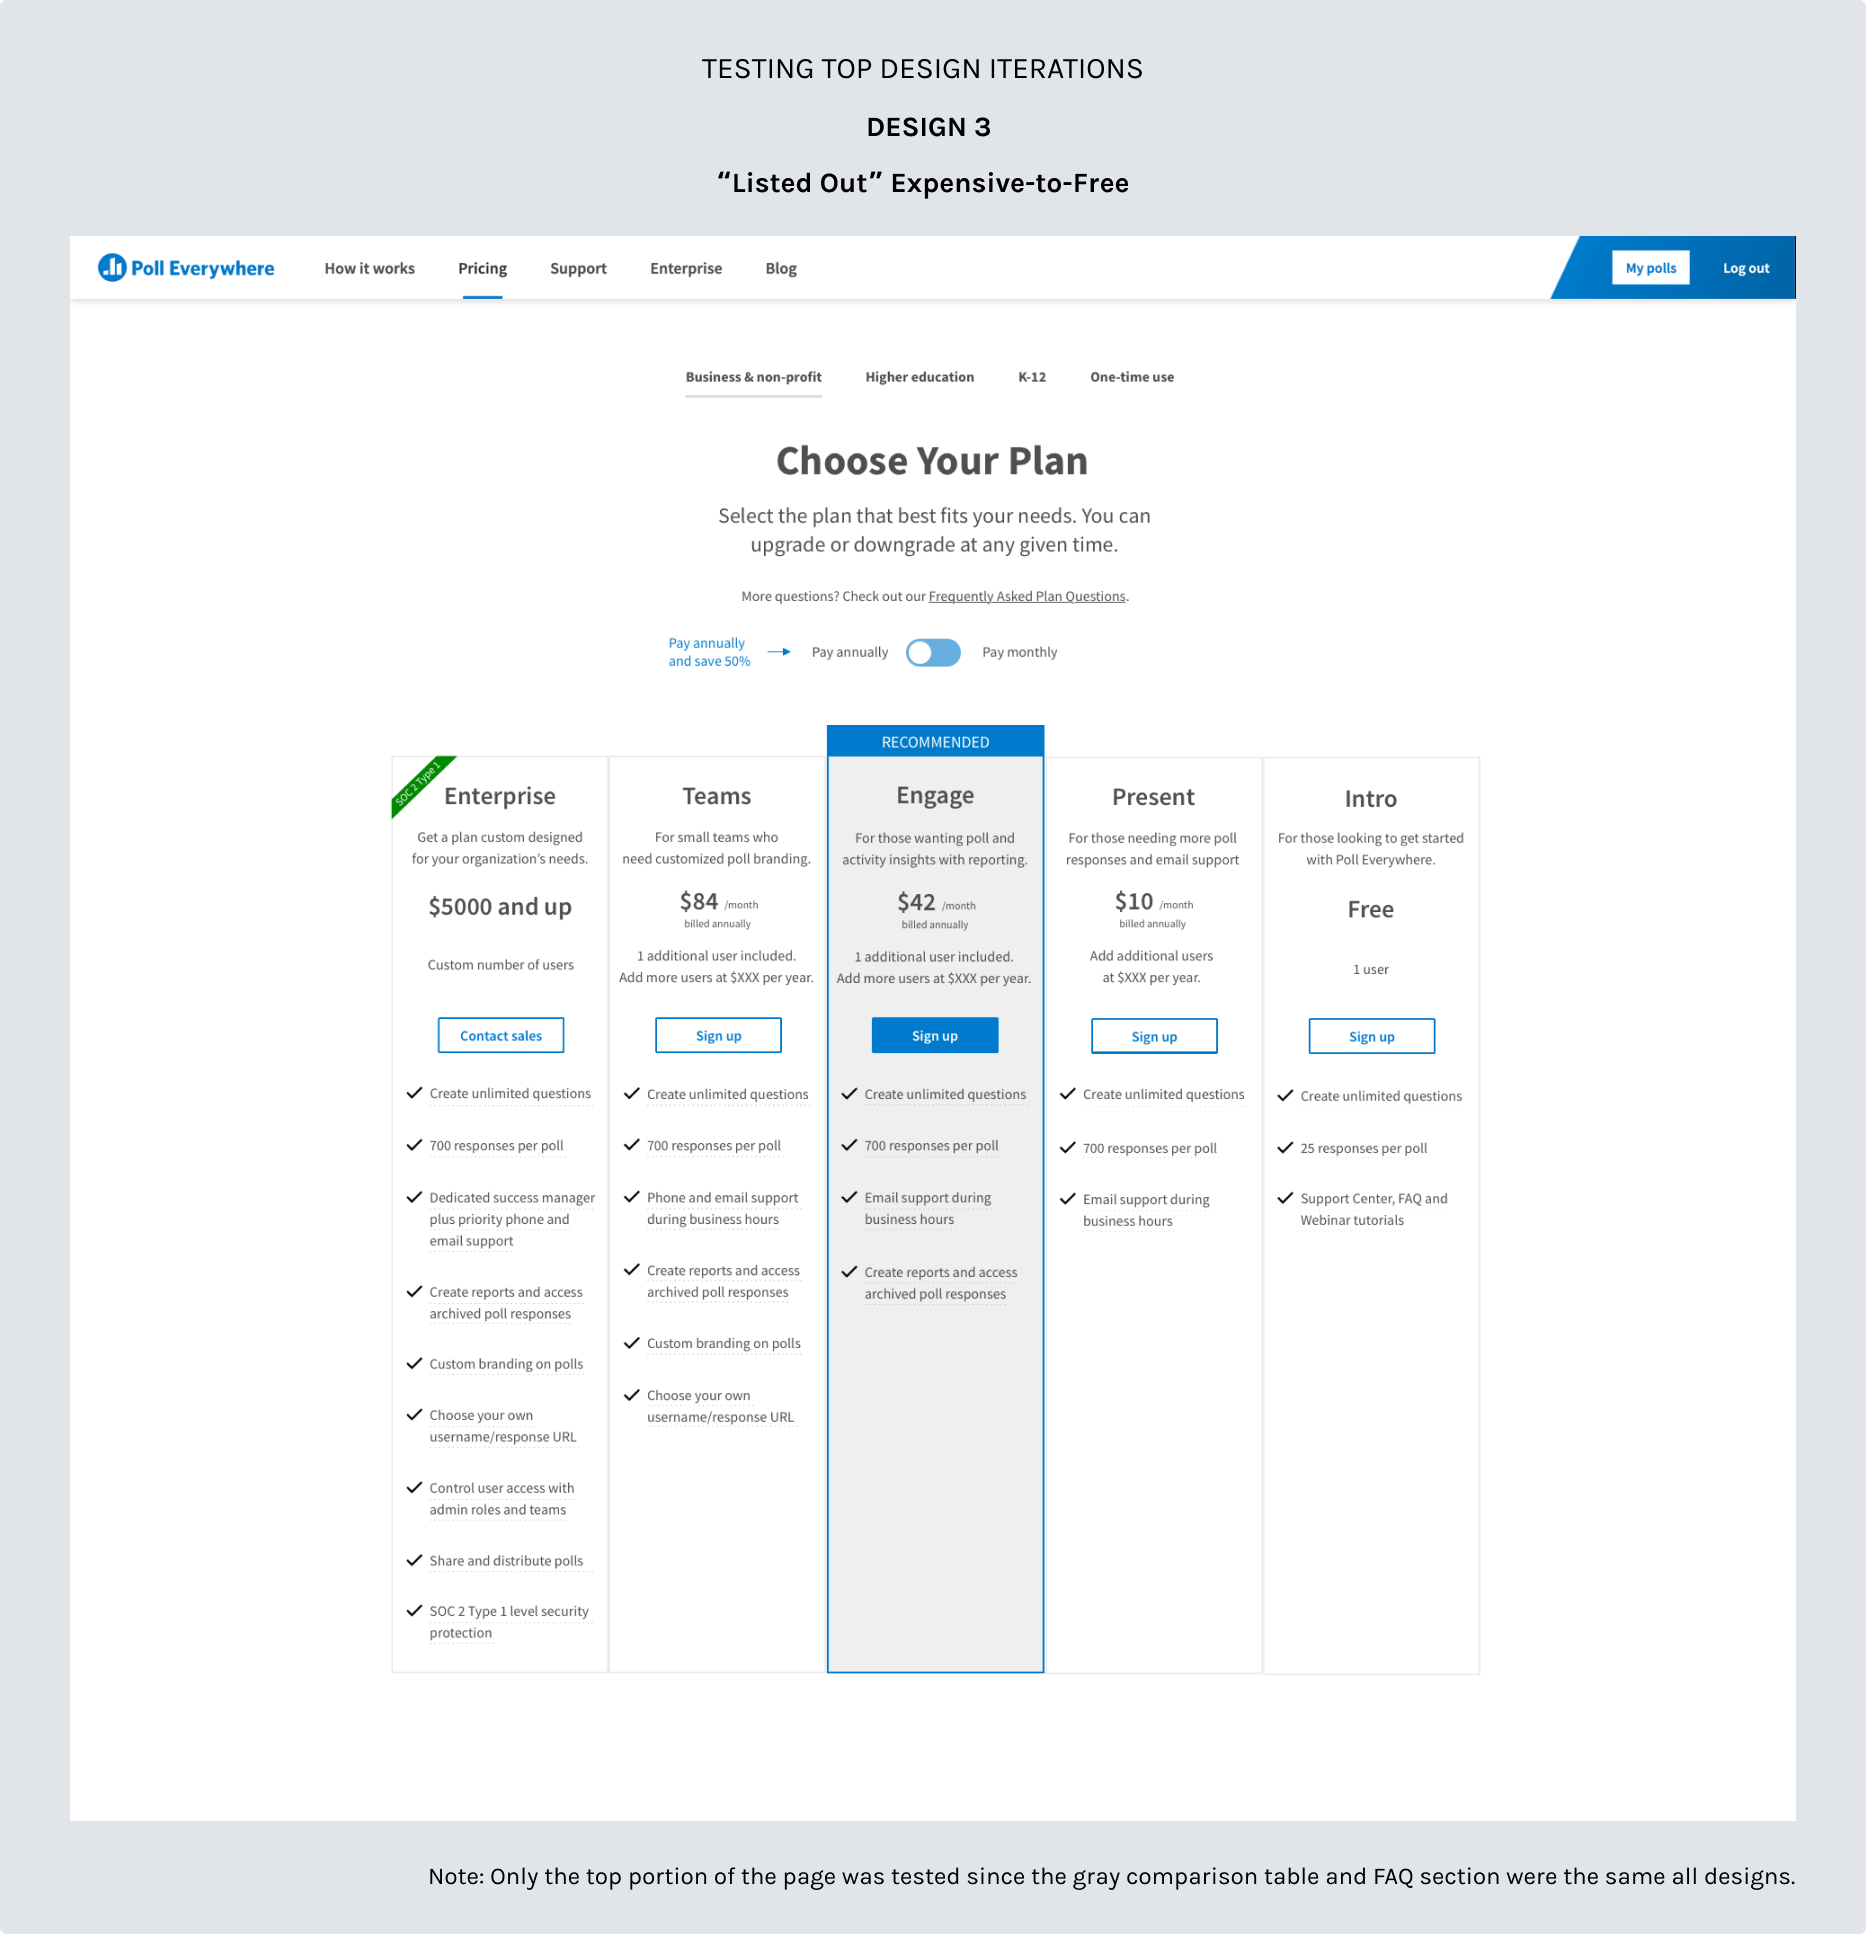 TESTING TOP DESIGN ITERATIONS
DESIGN 3
“Listed Out” Expensive-to-Free
Poll Everywhere
How it works
Pricing
Support
Enterprise
Blog
My polls
Log out
Business & non-profit
Higher education
K-12
One-time use
Choose Your Plan
Select the plan that best fits your needs. You can
upgrade or downgrade at any given time.
More questions? Check out our Frequently Asked Plan Questions.
Pay annually
and save 50%
Pay annually
Pay monthly
SOC 2 Type 1
Enterprise
Get a plan custom designed
for your organization’s needs.
$5000 and up
Custom number of users
Contact sales
Create unlimited questions
700 responses per poll
Dedicated success manager
plus priority phone and
email support
Create reports and access
archived poll responses
Custom branding on polls
Choose your own
username/response URL
Control user access with
admin roles and teams
Share and distribute polls
SOC 2 Type 1 level security
protection
Teams
For small teams who
need customized poll branding.
$84 /month
billed annually
1 additional user included.
Add more users at $XXX per year.
Sign up
Create unlimited questions
700 responses per poll
Phone and email support
during business hours
Create reports and access
archived poll responses
Custom branding on polls
Choose your own
username/response URL
RECOMMENDED
Engage
For those wanting poll and
activity insights with reporting.
$42 /month
billed annually
1 additional user included.
Add more users at $XXX per year.
Sign up
Create unlimited questions
700 responses per poll
Email support during
business hours
Create reports and access
archived poll responses
Present
For those needing more poll
responses and email support
$10 /month
billed annually
Add additional users
at $XXX per year.
Sign up
Create unlimited questions
700 responses per poll
Email support during
business hours
Intro
For those looking to get started
with Poll Everywhere.
Free
1 user
Sign up
Create unlimited questions
25 responses per poll
Support Center, FAQ and
Webinar tutorials
Note: Only the top portion of the page was tested since the gray comparison table and FAQ section were the same all designs.